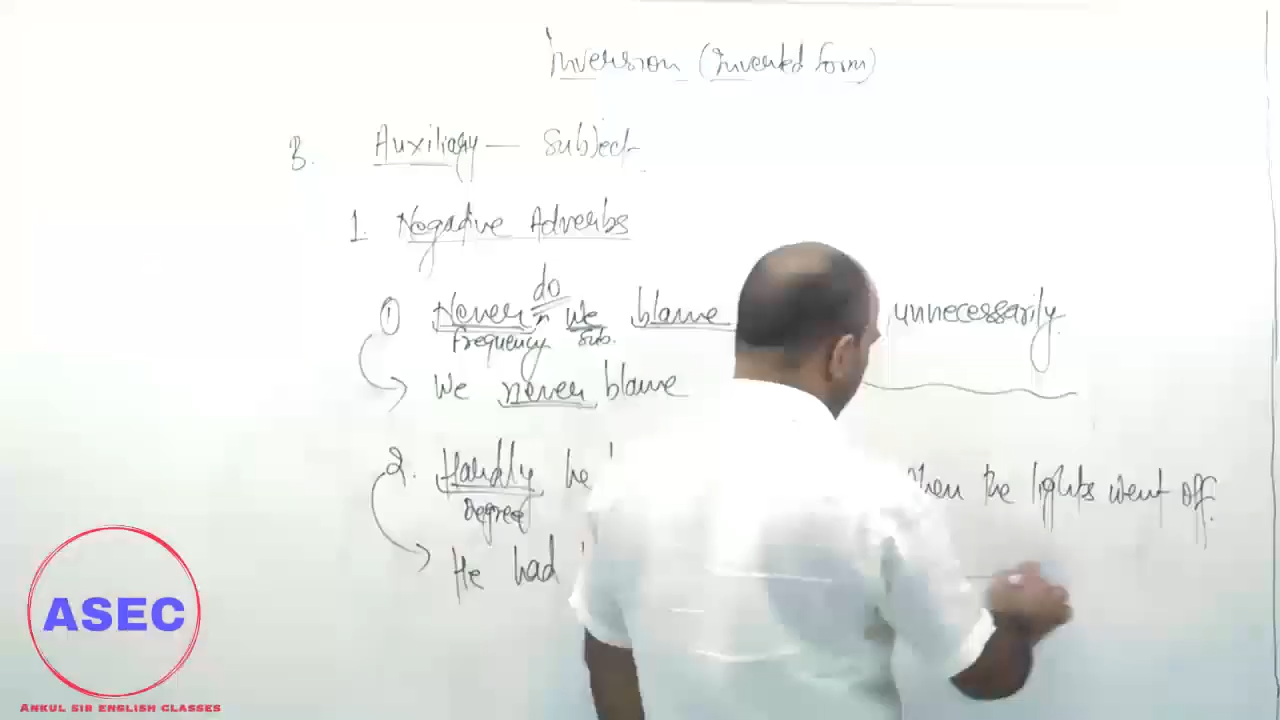 Inversion (Inverted form)
B. Auxiliary — Subject
1. Negative Adverbs
do
① Never we blame unnecessarily.
frequency sub.
We never blame
2. Hardly he when the lights went off.
Degree
He had
ASEC
ANKUL SIR ENGLISH CLASSES